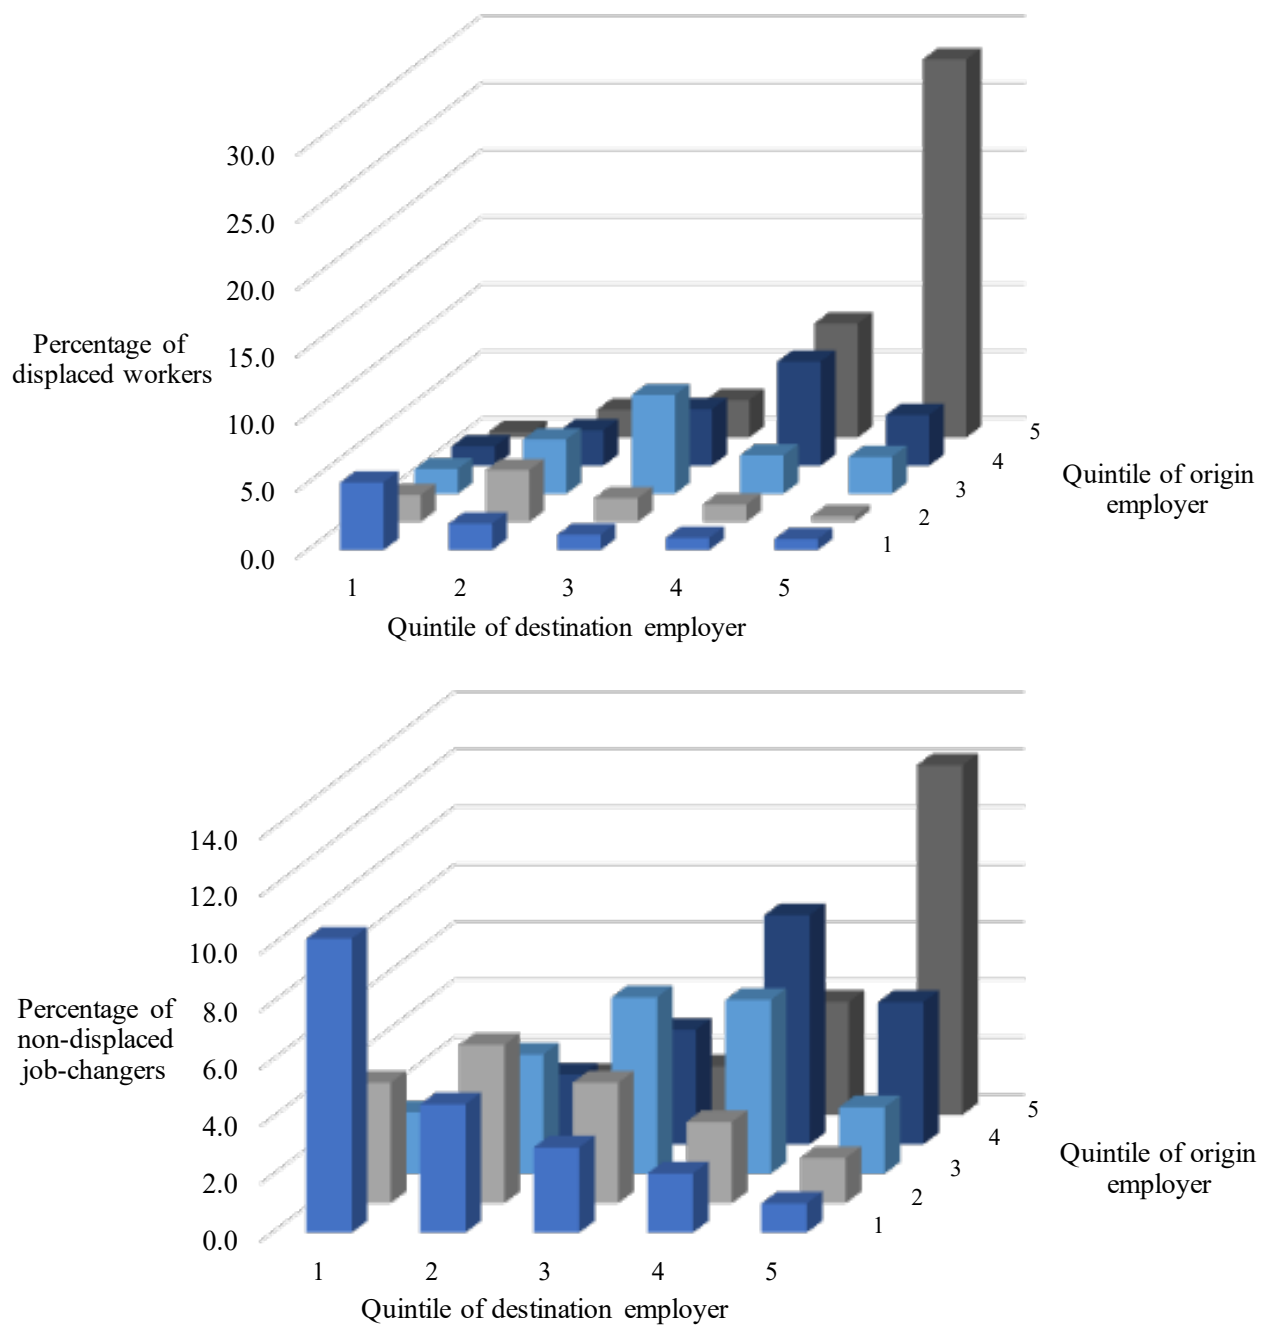 30.0
25.0
20.0
15.0
10.0
5.0
0.0
Percentage of
displaced workers
5
4
3
2
1
Quintile of origin
employer
1 2 3 4 5
Quintile of destination employer
14.0
12.0
10.0
8.0
6.0
4.0
2.0
0.0
Percentage of
non-displaced
job-changers
5
4
3
2
1
Quintile of origin
employer
1 2 3 4 5
Quintile of destination employer